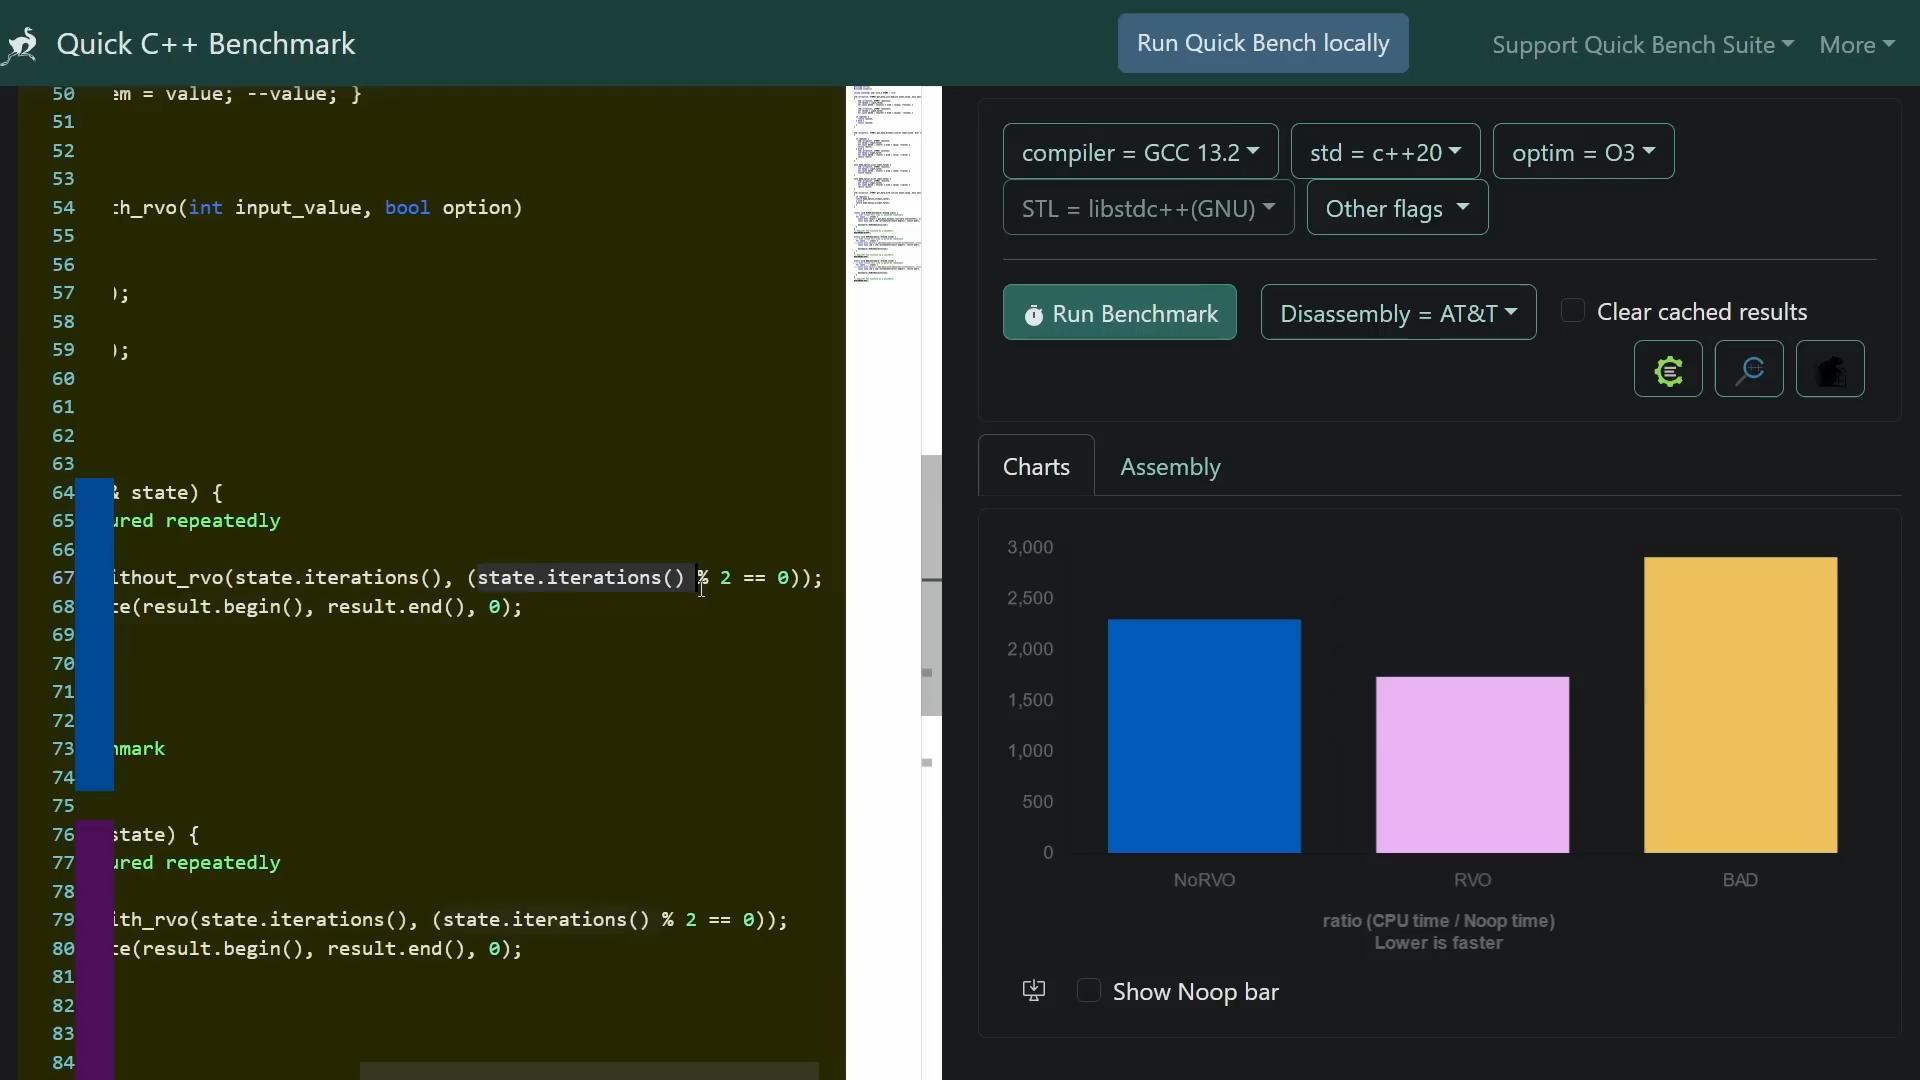 Quick C++ Benchmark
Run Quick Bench locally
Support Quick Bench Suite
More
50 em = value; --value; }
51
52
53
54 th_rvo(int input_value, bool option)
55
56
57 );
58
59 );
60
61
62
63
64 & state) {
65 ured repeatedly
66
67 ithout_rvo(state.iterations(), (state.iterations() % 2 == 0));
68 te(result.begin(), result.end(), 0);
69
70
71
72
73 hmark
74
75
76 state) {
77 ured repeatedly
78
79 ith_rvo(state.iterations(), (state.iterations() % 2 == 0));
80 te(result.begin(), result.end(), 0);
81
82
83
84
compiler = GCC 13.2
std = c++20
optim = O3
STL = libstdc++(GNU)
Other flags
Run Benchmark
Disassembly = AT&T
Clear cached results
Charts
Assembly
3,000
2,500
2,000
1,500
1,000
500
0
NoRVO
RVO
BAD
ratio (CPU time / Noop time)
Lower is faster
Show Noop bar